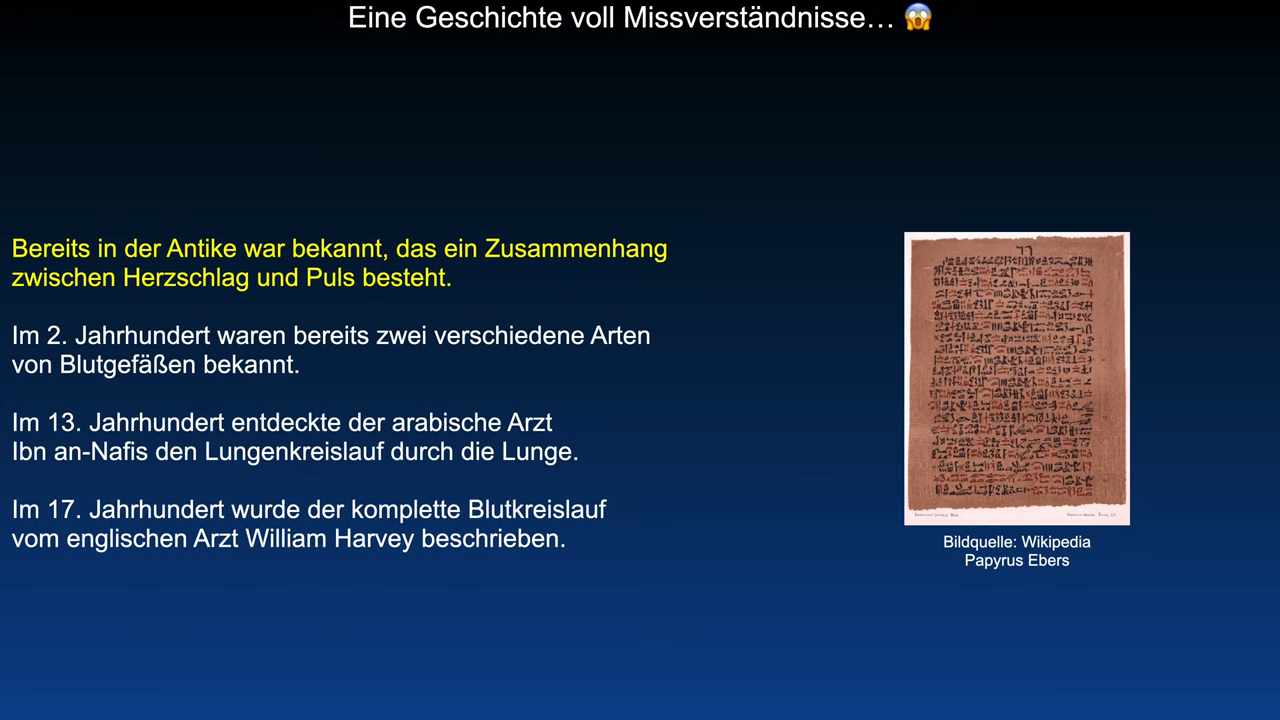 Eine Geschichte voll Missverständnisse… 😱
Bereits in der Antike war bekannt, das ein Zusammenhang
zwischen Herzschlag und Puls besteht.
Im 2. Jahrhundert waren bereits zwei verschiedene Arten
von Blutgefäßen bekannt.
Im 13. Jahrhundert entdeckte der arabische Arzt
Ibn an-Nafis den Lungenkreislauf durch die Lunge.
Im 17. Jahrhundert wurde der komplette Blutkreislauf
vom englischen Arzt William Harvey beschrieben.
Bildquelle: Wikipedia
Papyrus Ebers